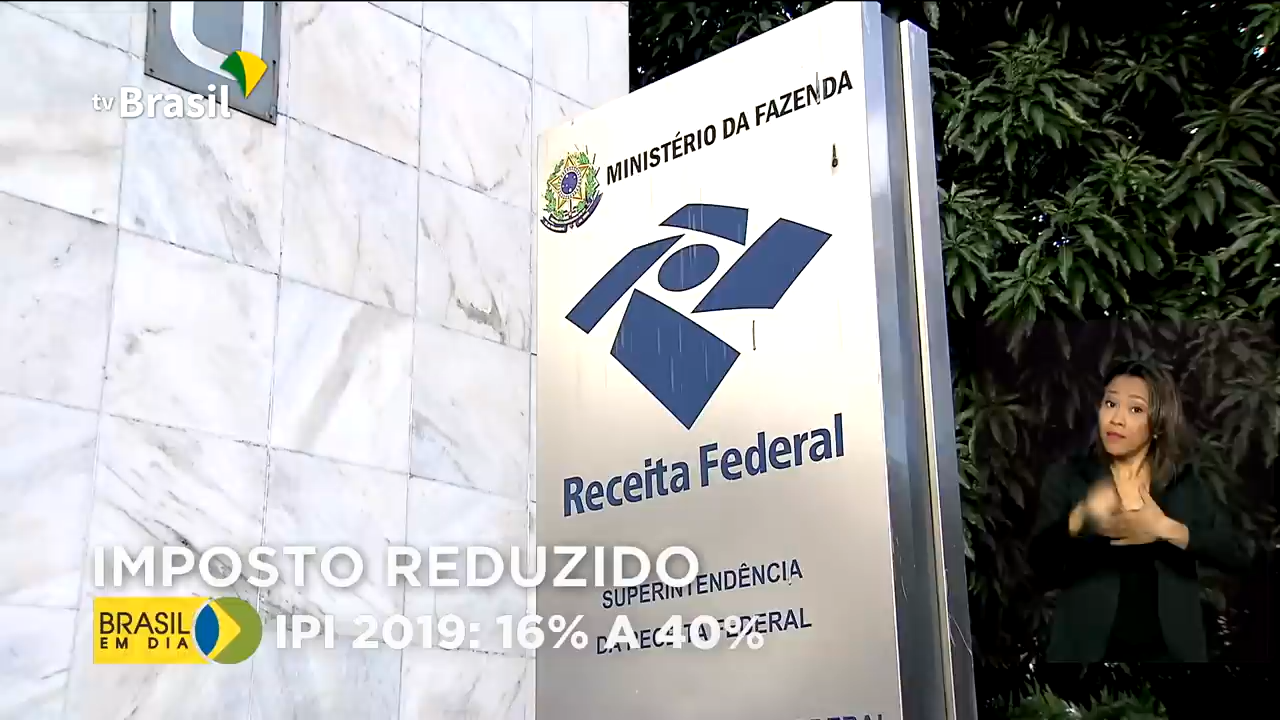 tv Brasil
MINISTÉRIO DA FAZENDA
Receita Federal
SUPERINTENDÊNCIA
DA RECEITA FEDERAL
IMPOSTO REDUZIDO
BRASIL
EM DIA
IPI 2019: 16% A 40%